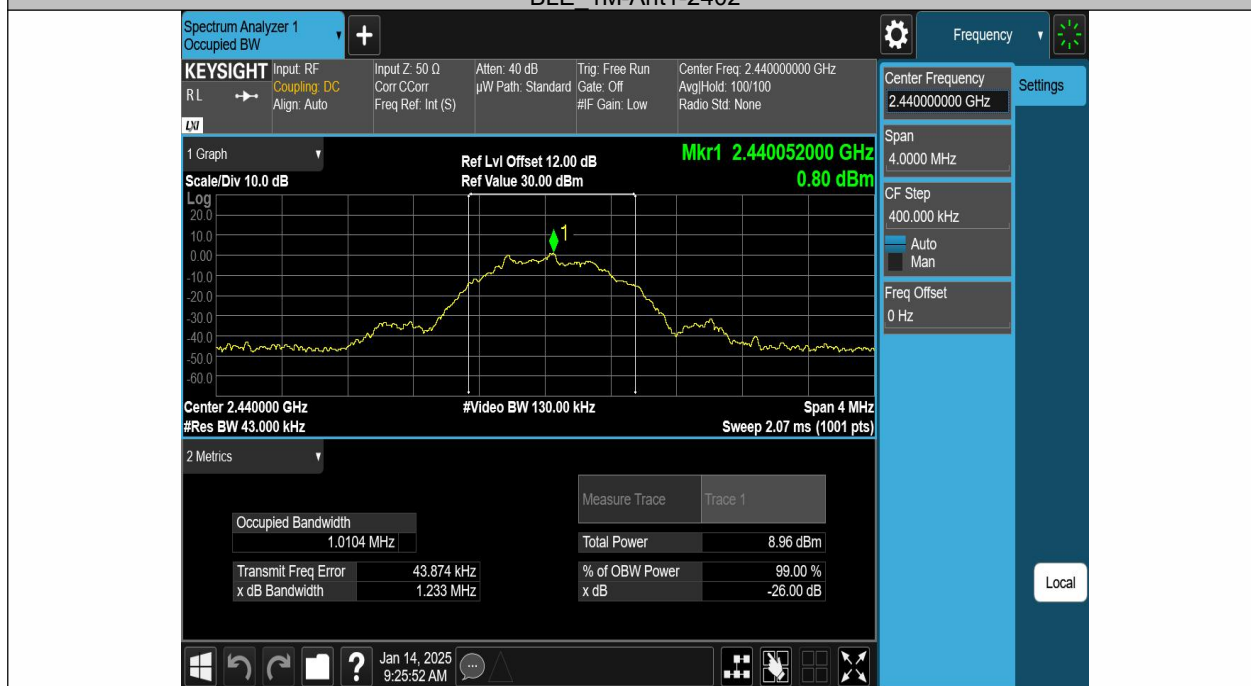 BLE_1M-Ant1-2402
Spectrum Analyzer 1
Occupied BW
+
Frequency
KEYSIGHT
RL
LXI
Input: RF
Coupling: DC
Align: Auto
Input Z: 50 Ω
Corr CCorr
Freq Ref: Int (S)
Atten: 40 dB
µW Path: Standard
Trig: Free Run
Gate: Off
#IF Gain: Low
Center Freq: 2.440000000 GHz
Avg|Hold: 100/100
Radio Std: None
Center Frequency
2.440000000 GHz
Settings
Span
4.0000 MHz
CF Step
400.000 kHz
Auto
Man
Freq Offset
0 Hz
Local
1 Graph
Scale/Div 10.0 dB
Ref Lvl Offset 12.00 dB
Ref Value 30.00 dBm
Mkr1 2.440052000 GHz
0.80 dBm
Log
20.0
10.0
0.00
-10.0
-20.0
-30.0
-40.0
-50.0
-60.0
1
Center 2.440000 GHz
#Res BW 43.000 kHz
#Video BW 130.00 kHz
Span 4 MHz
Sweep 2.07 ms (1001 pts)
2 Metrics
Measure Trace Trace 1
Occupied Bandwidth
1.0104 MHz
Total Power 8.96 dBm
Transmit Freq Error 43.874 kHz
% of OBW Power 99.00 %
x dB Bandwidth 1.233 MHz
x dB -26.00 dB
?
Jan 14, 2025
9:25:52 AM